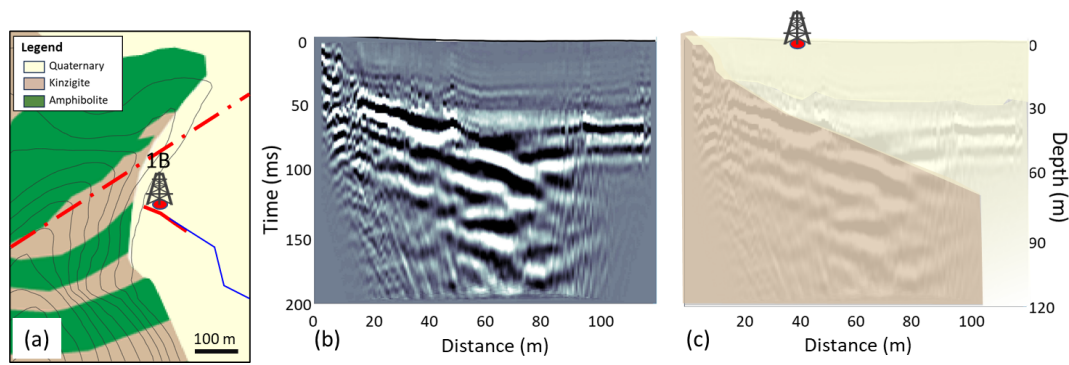 Legend
Quaternary
Kinzigite
Amphibolite
1B
100 m
(a)
0
50
100
150
200
Time (ms)
0
20
40
60
80
100
Distance (m)
(b)
0
30
60
90
120
Depth (m)
20
40
60
80
100
Distance (m)
(c)